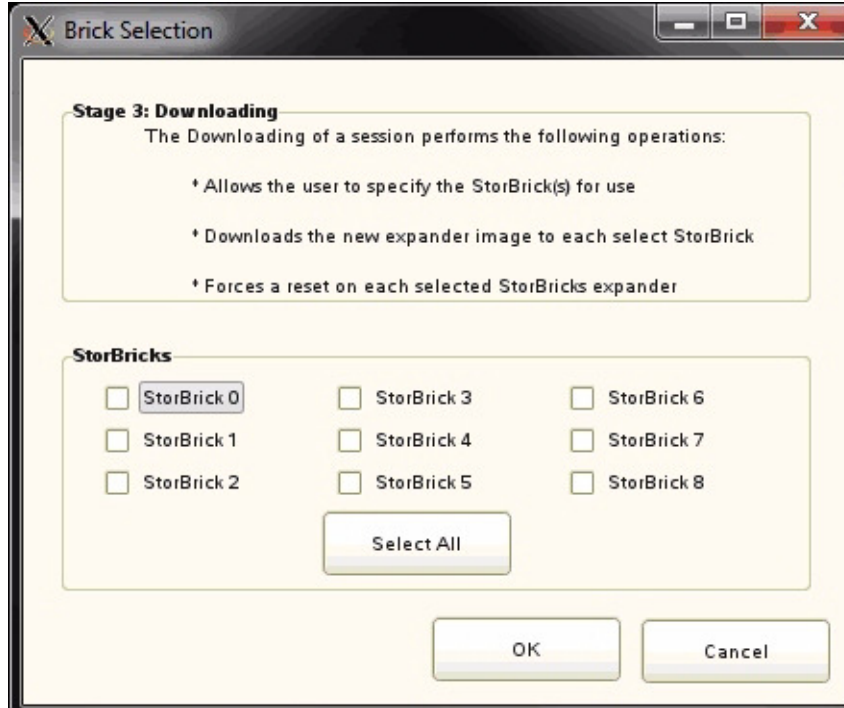 Brick Selection
Stage 3: Downloading
The Downloading of a session performs the following operations:
* Allows the user to specify the StorBrick(s) for use
* Downloads the new expander image to each select StorBrick
* Forces a reset on each selected StorBricks expander
StorBricks
StorBrick 0 StorBrick 3 StorBrick 6
StorBrick 1 StorBrick 4 StorBrick 7
StorBrick 2 StorBrick 5 StorBrick 8
Select All
OK Cancel